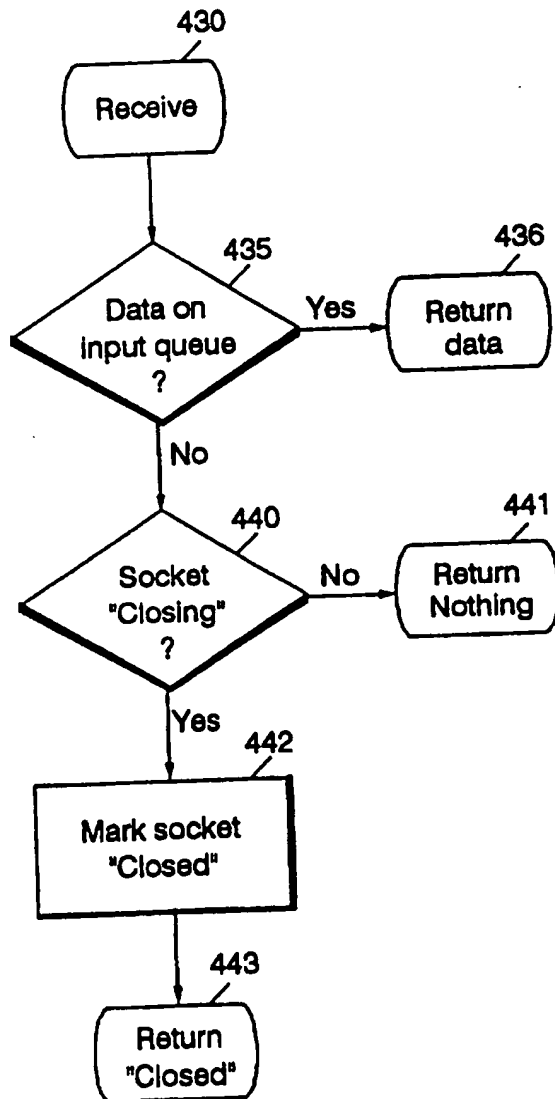 430
Receive
435
Data on
input queue
?
Yes
436
Return
data
No
440
Socket
"Closing"
?
No
441
Return
Nothing
Yes
442
Mark socket
"Closed"
443
Return
"Closed"